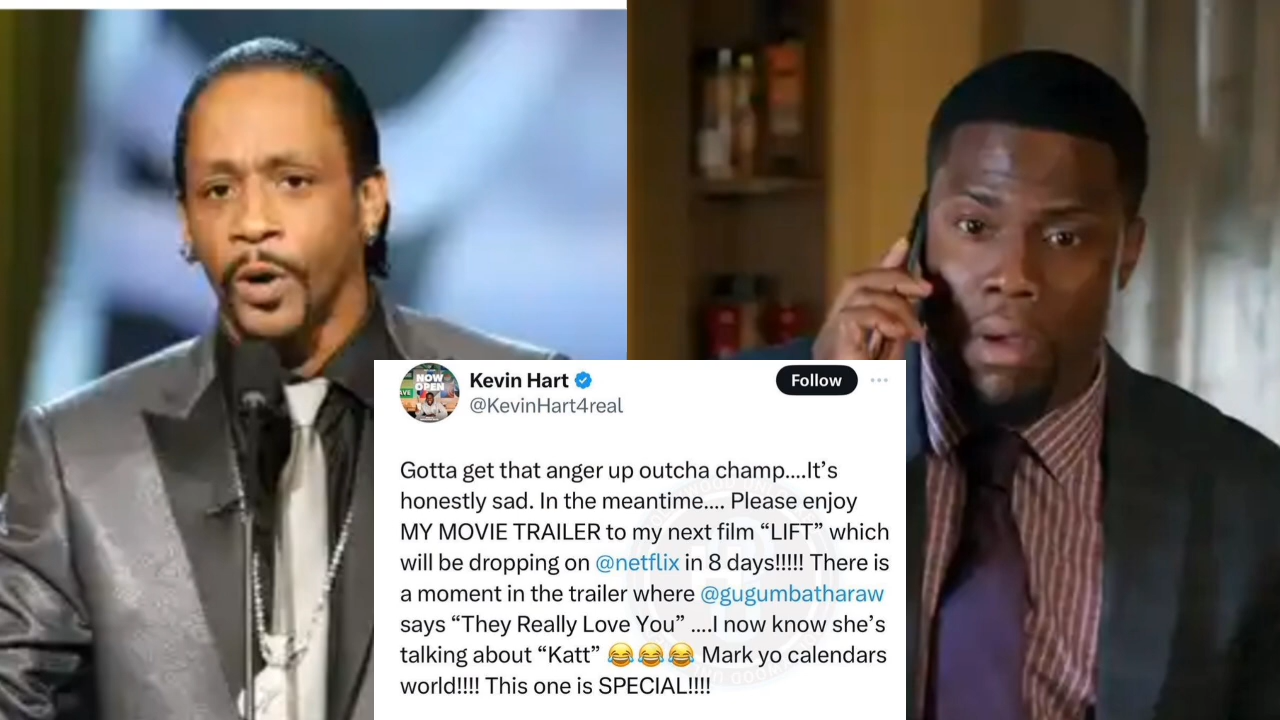 NOW
OPEN
Kevin Hart
Follow
@KevinHart4real
Gotta get that anger up outcha champ....It’s
honestly sad. In the meantime.... Please enjoy
MY MOVIE TRAILER to my next film “LIFT” which
will be dropping on @netflix in 8 days!!!!! There is
a moment in the trailer where @gugumbatharaw
says “They Really Love You” ....I now know she’s
talking about “Katt” 😂😂😂 Mark yo calendars
world!!!! This one is SPECIAL!!!!